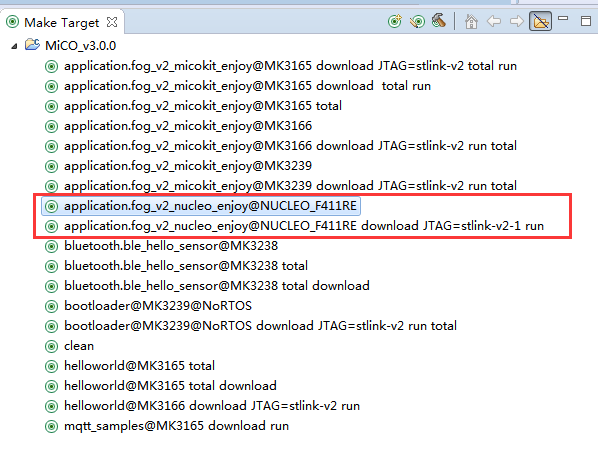 Make Target
MiCO_v3.0.0
application.fog_v2_micokit_enjoy@MK3165 download JTAG=stlink-v2 total run
application.fog_v2_micokit_enjoy@MK3165 download  total run
application.fog_v2_micokit_enjoy@MK3165 total
application.fog_v2_micokit_enjoy@MK3166
application.fog_v2_micokit_enjoy@MK3166 download JTAG=stlink-v2 run total
application.fog_v2_micokit_enjoy@MK3239
application.fog_v2_micokit_enjoy@MK3239 download JTAG=stlink-v2 run total
application.fog_v2_nucleo_enjoy@NUCLEO_F411RE
application.fog_v2_nucleo_enjoy@NUCLEO_F411RE download JTAG=stlink-v2-1 run
bluetooth.ble_hello_sensor@MK3238
bluetooth.ble_hello_sensor@MK3238 total
bluetooth.ble_hello_sensor@MK3238 total download
bootloader@MK3239@NoRTOS
bootloader@MK3239@NoRTOS download JTAG=stlink-v2 run total
clean
helloworld@MK3165 total
helloworld@MK3165 total download
helloworld@MK3166 download JTAG=stlink-v2 run
mqtt_samples@MK3165 download run